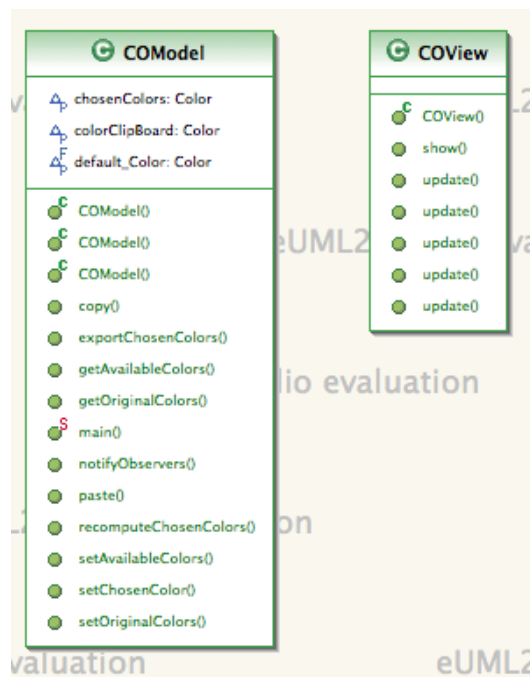 C COModel
P chosenColors: Color
P colorClipBoard: Color
F P default_Color: Color
C COModel()
C COModel()
C COModel()
copy()
exportChosenColors()
getAvailableColors()
getOriginalColors()
S main()
notifyObservers()
paste()
recomputeChosenColors()
setAvailableColors()
setChosenColor()
setOriginalColors()
C COView
C COView()
show()
update()
update()
update()
update()
update()
eUML2
dio evaluation
on
valuation
eUML2